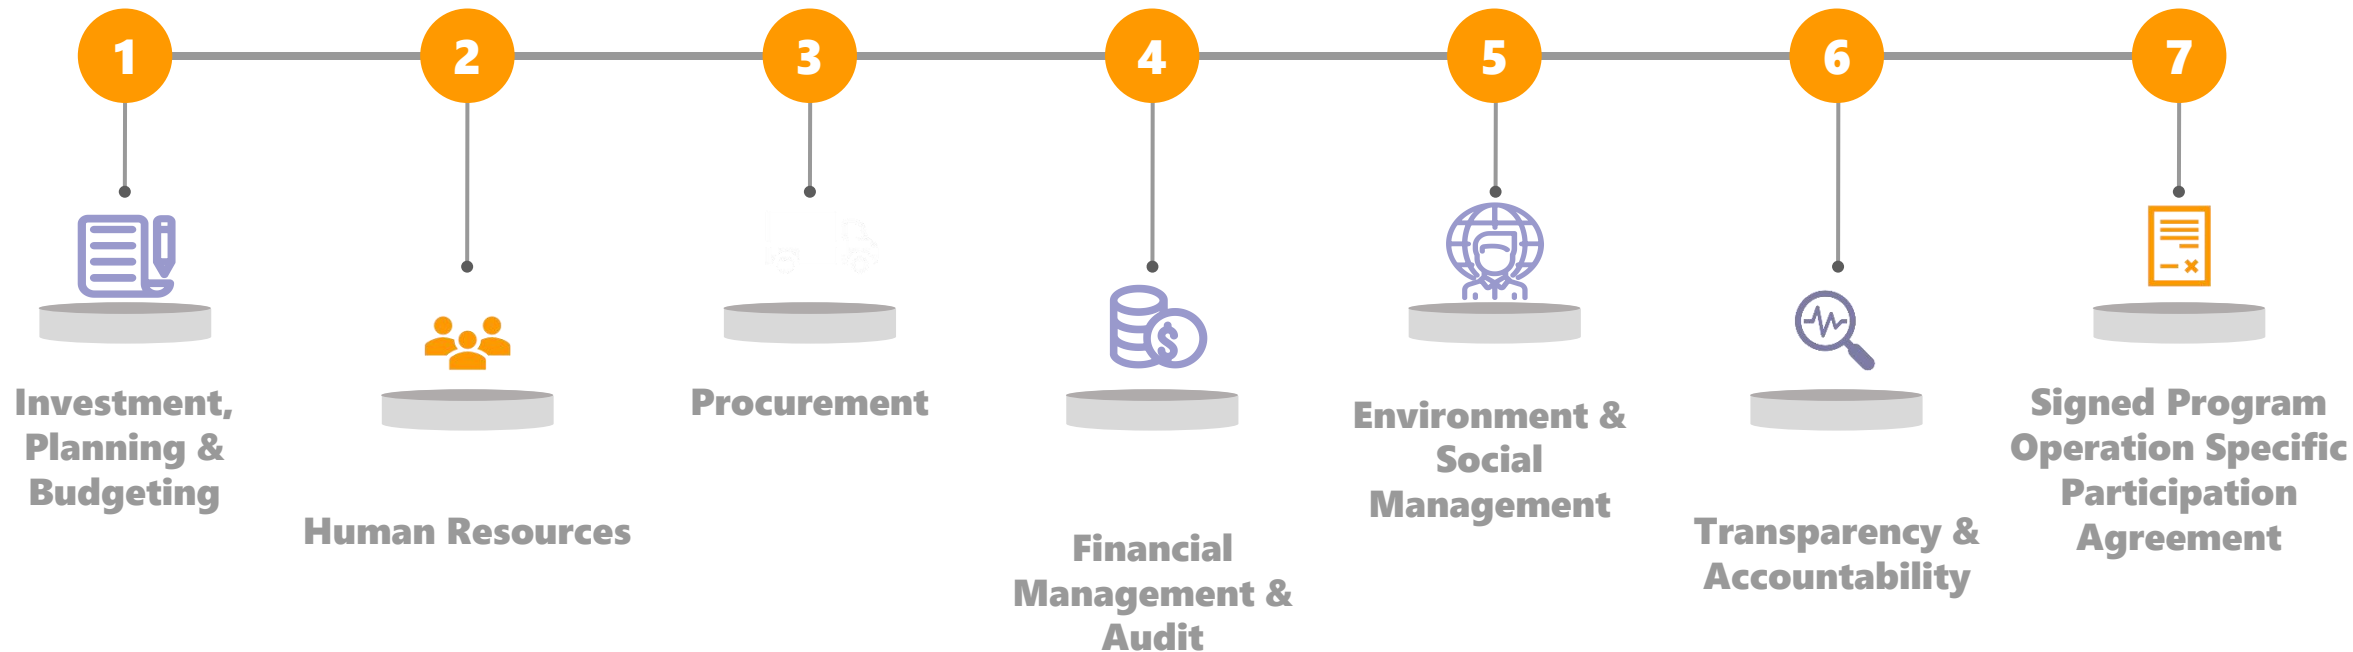 1
2
3
4
5
6
7
Investment,
Planning &
Budgeting
Human Resources
Procurement
Financial
Management &
Audit
Environment &
Social
Management
Transparency &
Accountability
Signed Program
Operation Specific
Participation
Agreement